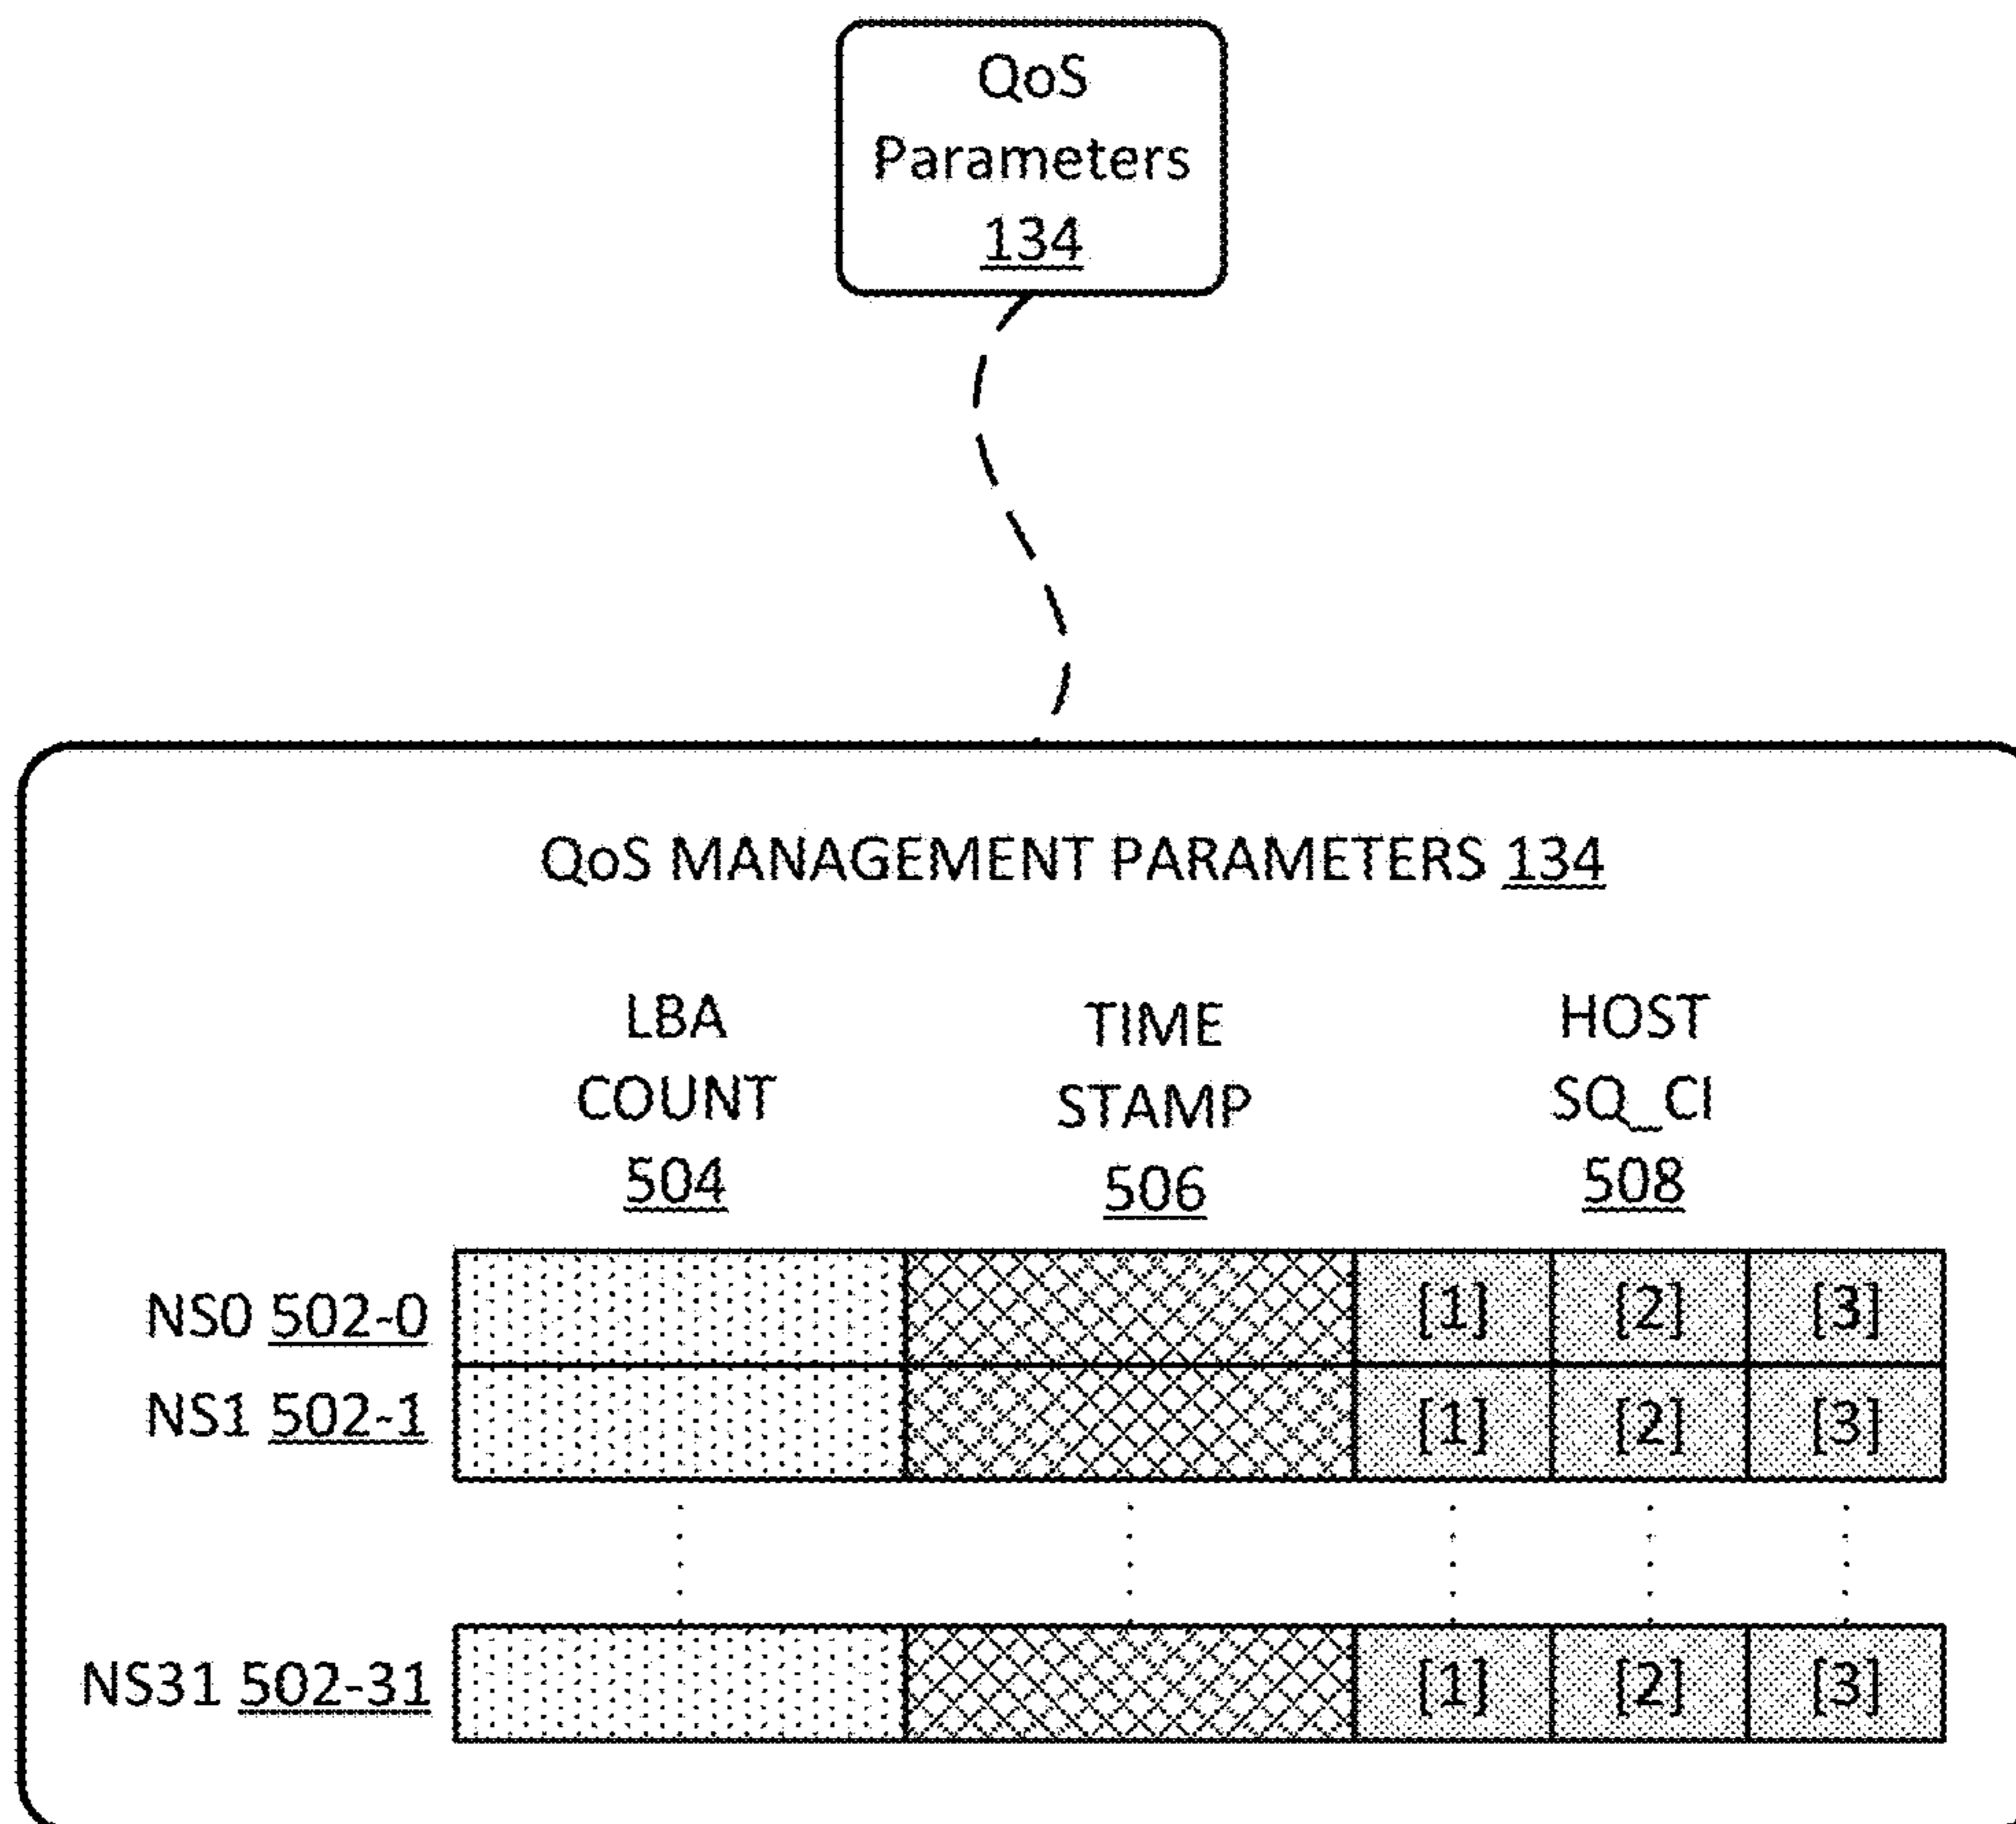 QoS
Parameters
134
QoS MANAGEMENT PARAMETERS 134
LBA
COUNT
504
TIME
STAMP
506
HOST
SQ_CI
508
NS0 502-0
[1] [2] [3]
NS1 502-1
[1] [2] [3]
NS31 502-31
[1] [2] [3]